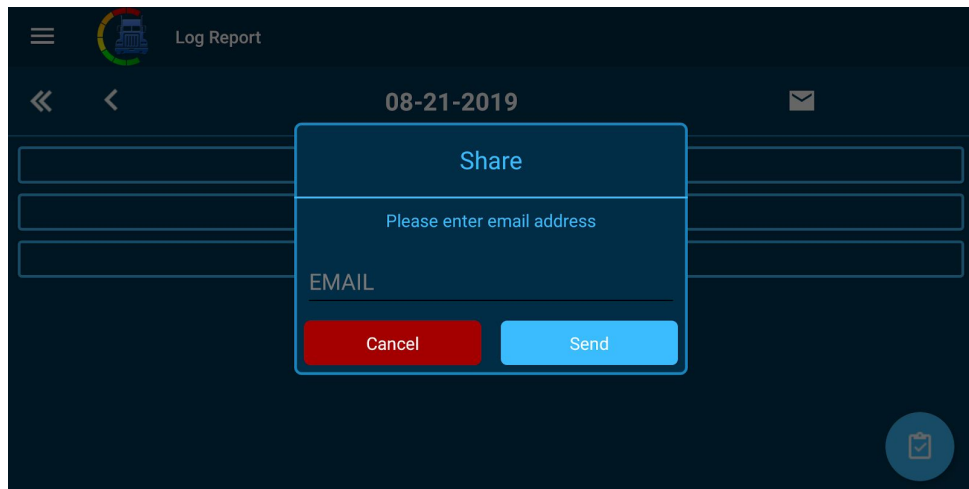 Log Report
08-21-2019
Share
Please enter email address
EMAIL
Cancel
Send